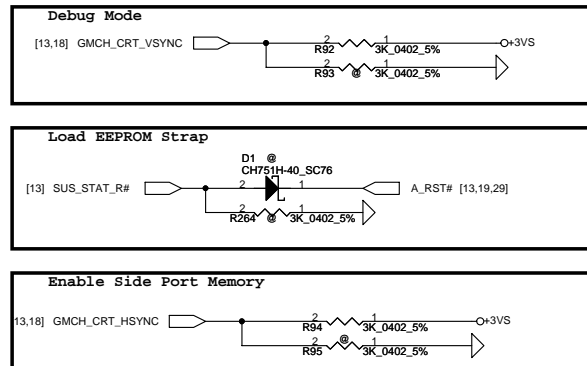 Debug Mode
[13,18] GMCH_CRT_VSYNC
2 1
R92 3K_0402_5%
+3VS
2 1
R93 @ 3K_0402_5%
Load EEPROM Strap
D1 @
CH751H-40_SC76
[13] SUS_STAT_R#
2 1
A_RST# [13,19,29]
2 1
R264 @ 3K_0402_5%
Enable Side Port Memory
13,18] GMCH_CRT_HSYNC
2 1
R94 3K_0402_5%
+3VS
2 @ 1
R95 3K_0402_5%